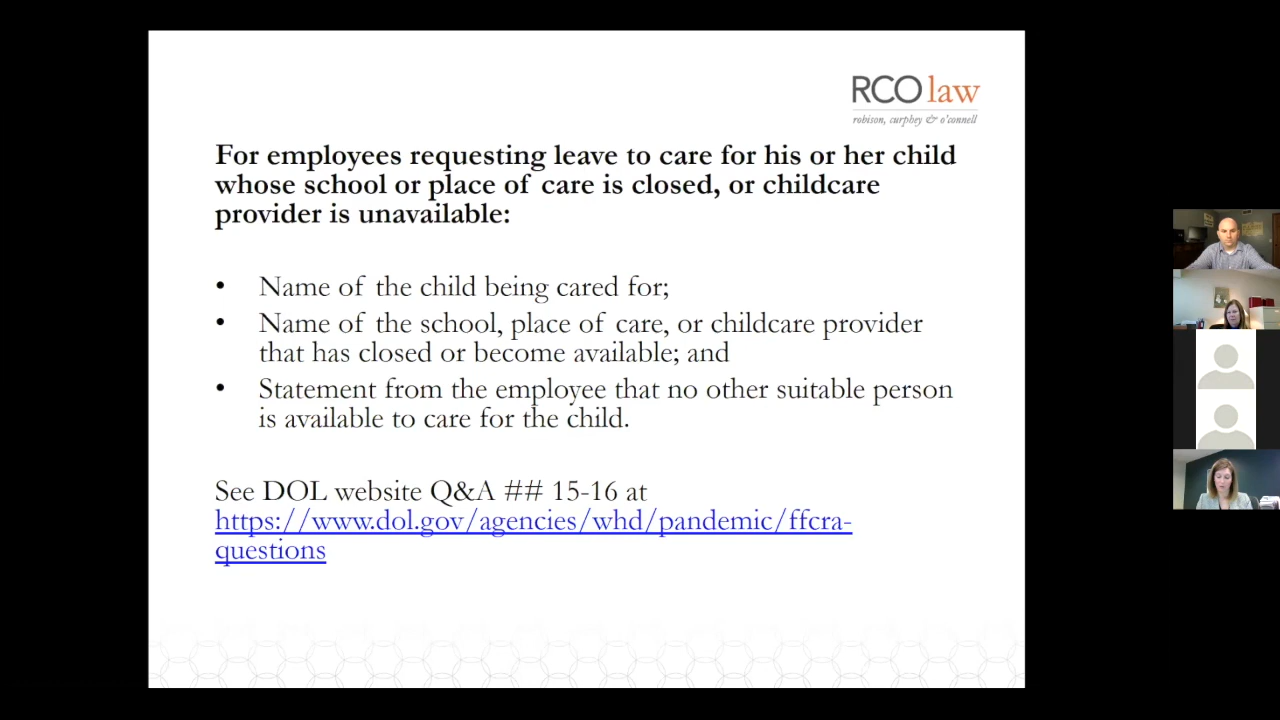 RCO law
robison, curphey & o'connell
For employees requesting leave to care for his or her child
whose school or place of care is closed, or childcare
provider is unavailable:
• Name of the child being cared for;
• Name of the school, place of care, or childcare provider
that has closed or become available; and
• Statement from the employee that no other suitable person
is available to care for the child.
See DOL website Q&A ## 15-16 at
https://www.dol.gov/agencies/whd/pandemic/ffcra-
questions